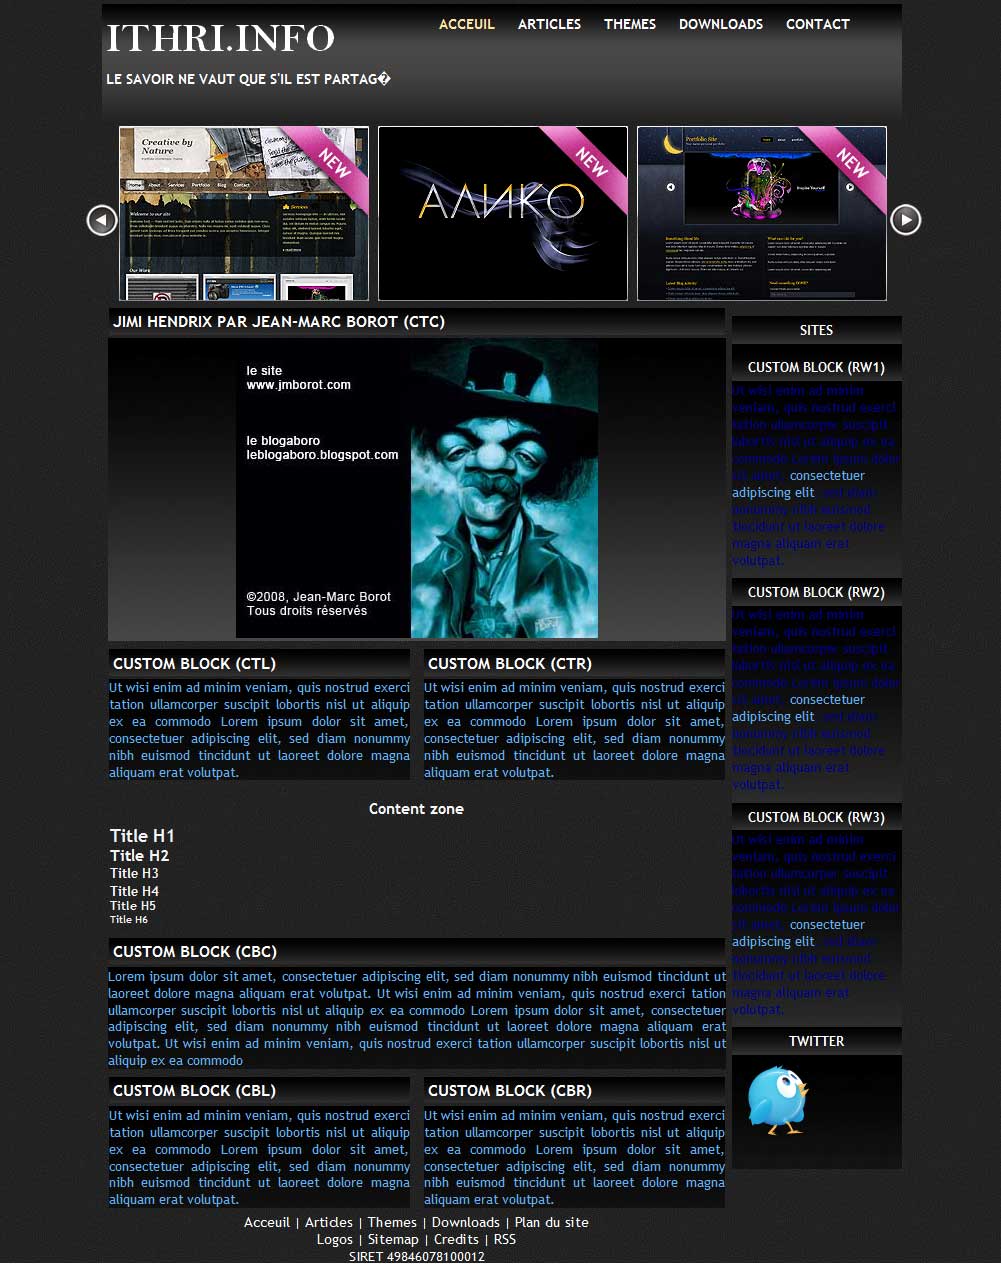 ITHRI.INFO
ACCEUIL ARTICLES THEMES DOWNLOADS CONTACT
LE SAVOIR NE VAUT QUE S'IL EST PARTAG�
Creative by
Nature
Home About Services Portfolio Blog Contact
Welcome to our site
Services
Our Work
NEW
АЛИКО
NEW
Portfolio Site
Inspire Yourself
NEW
JIMI HENDRIX PAR JEAN-MARC BOROT (CTC)
le site
www.jmborot.com
le blogaboro
leblogaboro.blogspot.com
©2008, Jean-Marc Borot
Tous droits réservés
CUSTOM BLOCK (CTL)
Ut wisi enim ad minim veniam, quis nostrud exerci
tation ullamcorper suscipit lobortis nisl ut aliquip
ex ea commodo Lorem ipsum dolor sit amet,
consectetuer adipiscing elit, sed diam nonummy
nibh euismod tincidunt ut laoreet dolore magna
aliquam erat volutpat.
CUSTOM BLOCK (CTR)
Ut wisi enim ad minim veniam, quis nostrud exerci
tation ullamcorper suscipit lobortis nisl ut aliquip
ex ea commodo Lorem ipsum dolor sit amet,
consectetuer adipiscing elit, sed diam nonummy
nibh euismod tincidunt ut laoreet dolore magna
aliquam erat volutpat.
Content zone
Title H1
Title H2
Title H3
Title H4
Title H5
Title H6
CUSTOM BLOCK (CBC)
Lorem ipsum dolor sit amet, consectetuer adipiscing elit, sed diam nonummy nibh euismod tincidunt ut
laoreet dolore magna aliquam erat volutpat. Ut wisi enim ad minim veniam, quis nostrud exerci tation
ullamcorper suscipit lobortis nisl ut aliquip ex ea commodo Lorem ipsum dolor sit amet, consectetuer
adipiscing elit, sed diam nonummy nibh euismod tincidunt ut laoreet dolore magna aliquam erat
volutpat. Ut wisi enim ad minim veniam, quis nostrud exerci tation ullamcorper suscipit lobortis nisl ut
aliquip ex ea commodo
CUSTOM BLOCK (CBL)
Ut wisi enim ad minim veniam, quis nostrud exerci
tation ullamcorper suscipit lobortis nisl ut aliquip
ex ea commodo Lorem ipsum dolor sit amet,
consectetuer adipiscing elit, sed diam nonummy
nibh euismod tincidunt ut laoreet dolore magna
aliquam erat volutpat.
CUSTOM BLOCK (CBR)
Ut wisi enim ad minim veniam, quis nostrud exerci
tation ullamcorper suscipit lobortis nisl ut aliquip
ex ea commodo Lorem ipsum dolor sit amet,
consectetuer adipiscing elit, sed diam nonummy
nibh euismod tincidunt ut laoreet dolore magna
aliquam erat volutpat.
SITES
CUSTOM BLOCK (RW1)
Ut wisi enim ad minim
veniam, quis nostrud exerci
tation ullamcorper suscipit
lobortis nisl ut aliquip ex ea
commodo Lorem ipsum dolor
sit amet, consectetuer
adipiscing elit, sed diam
nonummy nibh euismod
tincidunt ut laoreet dolore
magna aliquam erat
volutpat.
CUSTOM BLOCK (RW2)
Ut wisi enim ad minim
veniam, quis nostrud exerci
tation ullamcorper suscipit
lobortis nisl ut aliquip ex ea
commodo Lorem ipsum dolor
sit amet, consectetuer
adipiscing elit, sed diam
nonummy nibh euismod
tincidunt ut laoreet dolore
magna aliquam erat
volutpat.
CUSTOM BLOCK (RW3)
Ut wisi enim ad minim
veniam, quis nostrud exerci
tation ullamcorper suscipit
lobortis nisl ut aliquip ex ea
commodo Lorem ipsum dolor
sit amet, consectetuer
adipiscing elit, sed diam
nonummy nibh euismod
tincidunt ut laoreet dolore
magna aliquam erat
volutpat.
TWITTER
Acceuil | Articles | Themes | Downloads | Plan du site
Logos | Sitemap | Credits | RSS
SIRET 49846078100012